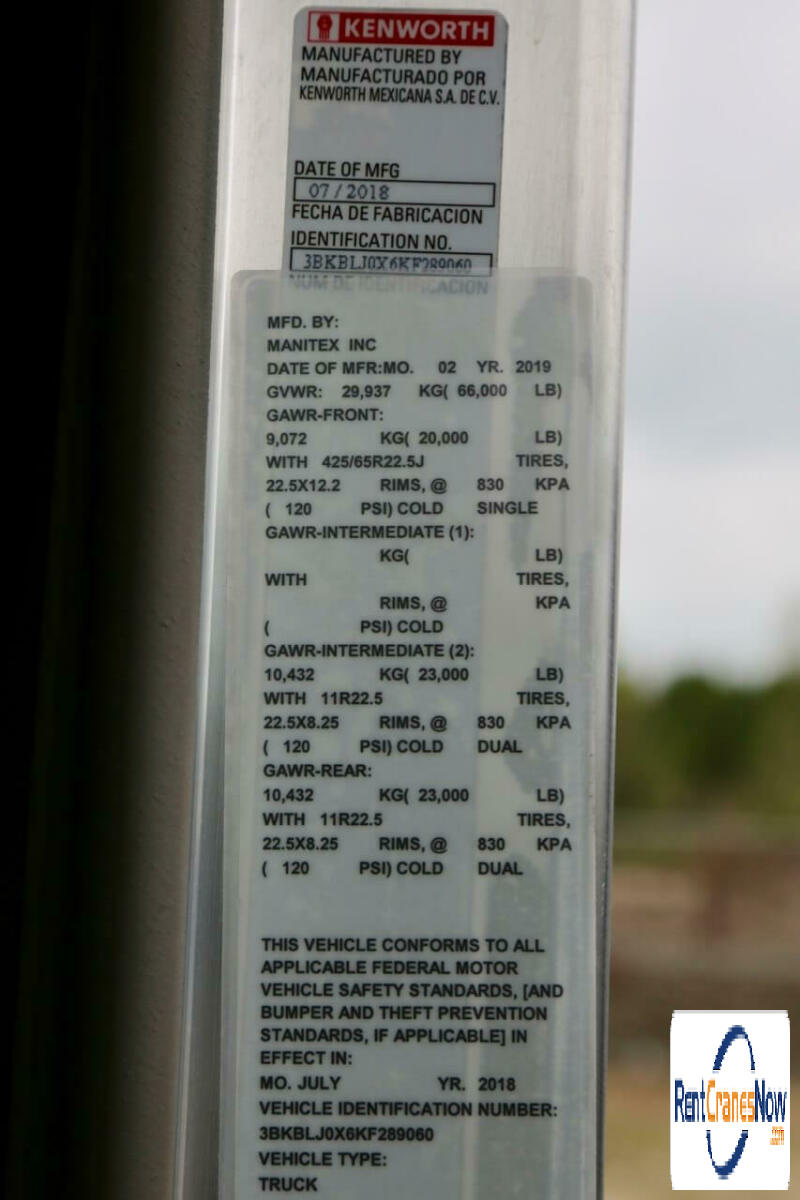 KENWORTH
MANUFACTURED BY
MANUFACTURADO POR
KENWORTH MEXICANA S.A. DE C.V.
DATE OF MFG
07 / 2018
FECHA DE FABRICACION
IDENTIFICATION NO.
3BKBLJ0X6KF289060
NUM DE IDENTIFICACION
MFD. BY:
MANITEX INC
DATE OF MFR:MO. 02 YR. 2019
GVWR: 29,937 KG( 66,000 LB)
GAWR-FRONT:
9,072 KG( 20,000 LB)
WITH 425/65R22.5J TIRES,
22.5X12.2 RIMS, @ 830 KPA
( 120 PSI) COLD SINGLE
GAWR-INTERMEDIATE (1):
KG( LB)
WITH TIRES,
RIMS, @ KPA
( PSI) COLD
GAWR-INTERMEDIATE (2):
10,432 KG( 23,000 LB)
WITH 11R22.5 TIRES,
22.5X8.25 RIMS, @ 830 KPA
( 120 PSI) COLD DUAL
GAWR-REAR:
10,432 KG( 23,000 LB)
WITH 11R22.5 TIRES,
22.5X8.25 RIMS, @ 830 KPA
( 120 PSI) COLD DUAL
THIS VEHICLE CONFORMS TO ALL
APPLICABLE FEDERAL MOTOR
VEHICLE SAFETY STANDARDS, [AND
BUMPER AND THEFT PREVENTION
STANDARDS, IF APPLICABLE] IN
EFFECT IN:
MO. JULY YR. 2018
VEHICLE IDENTIFICATION NUMBER:
3BKBLJ0X6KF289060
VEHICLE TYPE:
TRUCK
RentCranesNow
.com